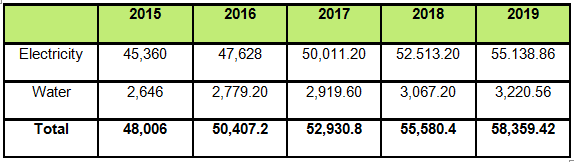 2015 2016 2017 2018 2019
Electricity 45,360 47,628 50,011.20 52.513.20 55.138.86
Water 2,646 2,779.20 2,919.60 3,067.20 3,220.56
Total 48,006 50,407.2 52,930.8 55,580.4 58,359.42